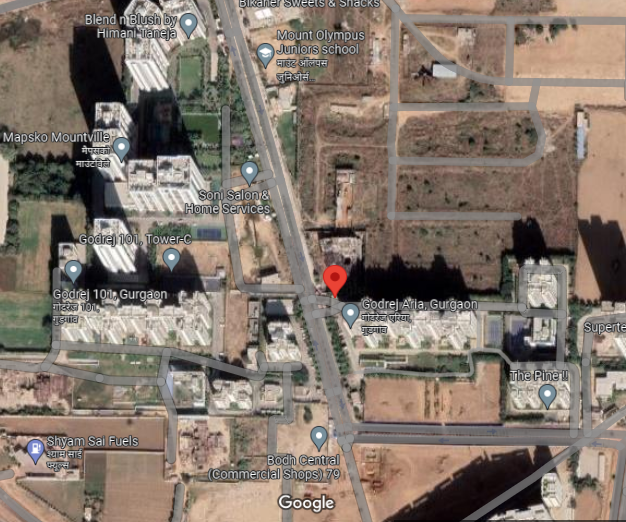 Bikaner Sweets & Snacks
Blend n Blush by
Himani Taneja
Mount Olympus
Juniors school
माउंट ओलंपस
जूनियर्स...
Mapsko Mountville
मैपसको
माउंटविले
Soni Salon &
Home Services
Godrej 101, Tower-C
Godrej 101, Gurgaon
गोदरेज 101,
गुड़गांव
Godrej Aria, Gurgaon
गोदरेज एरिया,
गुड़गांव
Superte
The Pine !!
Shyam Sai Fuels
श्याम साई
फ्यूल्स
Bodh Central
(Commercial Shops) 79
Google